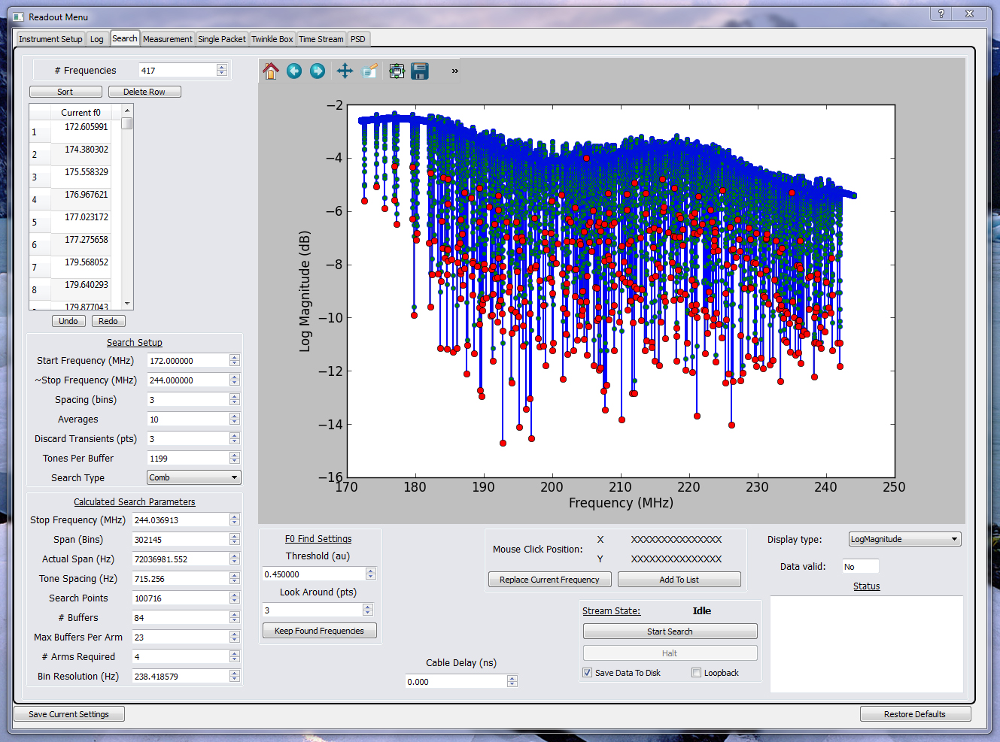 Readout Menu
?
Instrument Setup Log Search Measurement Single Packet Twinkle Box Time Stream PSD
# Frequencies 417
Sort Delete Row
Current f0
1 172.605991
2 174.380302
3 175.558329
4 176.967621
5 177.023172
6 177.275658
7 179.568052
8 179.640293
179.877043
Undo Redo
Search Setup
Start Frequency (MHz) 172.000000
~Stop Frequency (MHz) 244.000000
Spacing (bins) 3
Averages 10
Discard Transients (pts) 3
Tones Per Buffer 1199
Search Type Comb
Calculated Search Parameters
Stop Frequency (MHz) 244.036913
Span (Bins) 302145
Actual Span (Hz) 72036981.552
Tone Spacing (Hz) 715.256
Search Points 100716
# Buffers 84
Max Buffers Per Arm 23
# Arms Required 4
Bin Resolution (Hz) 238.418579
»
Log Magnitude (dB)
−2
−4
−6
−8
−10
−12
−14
−16
170 180 190 200 210 220 230 240 250
Frequency (MHz)
F0 Find Settings
Threshold (au)
0.450000
Look Around (pts)
3
Keep Found Frequencies
Cable Delay (ns)
0.000
Mouse Click Position:
X XXXXXXXXXXXXXXX
Y XXXXXXXXXXXXXXX
Replace Current Frequency Add To List
Stream State: Idle
Start Search
Halt
Save Data To Disk Loopback
Display type: LogMagnitude
Data valid: No
Status
Save Current Settings Restore Defaults